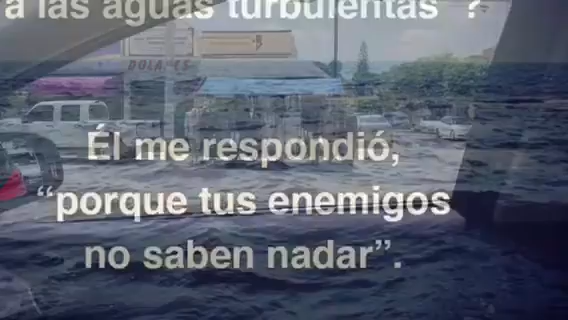 a las aguas turbulentas ?
Él me respondió,
“porque tus enemigos
no saben nadar”.